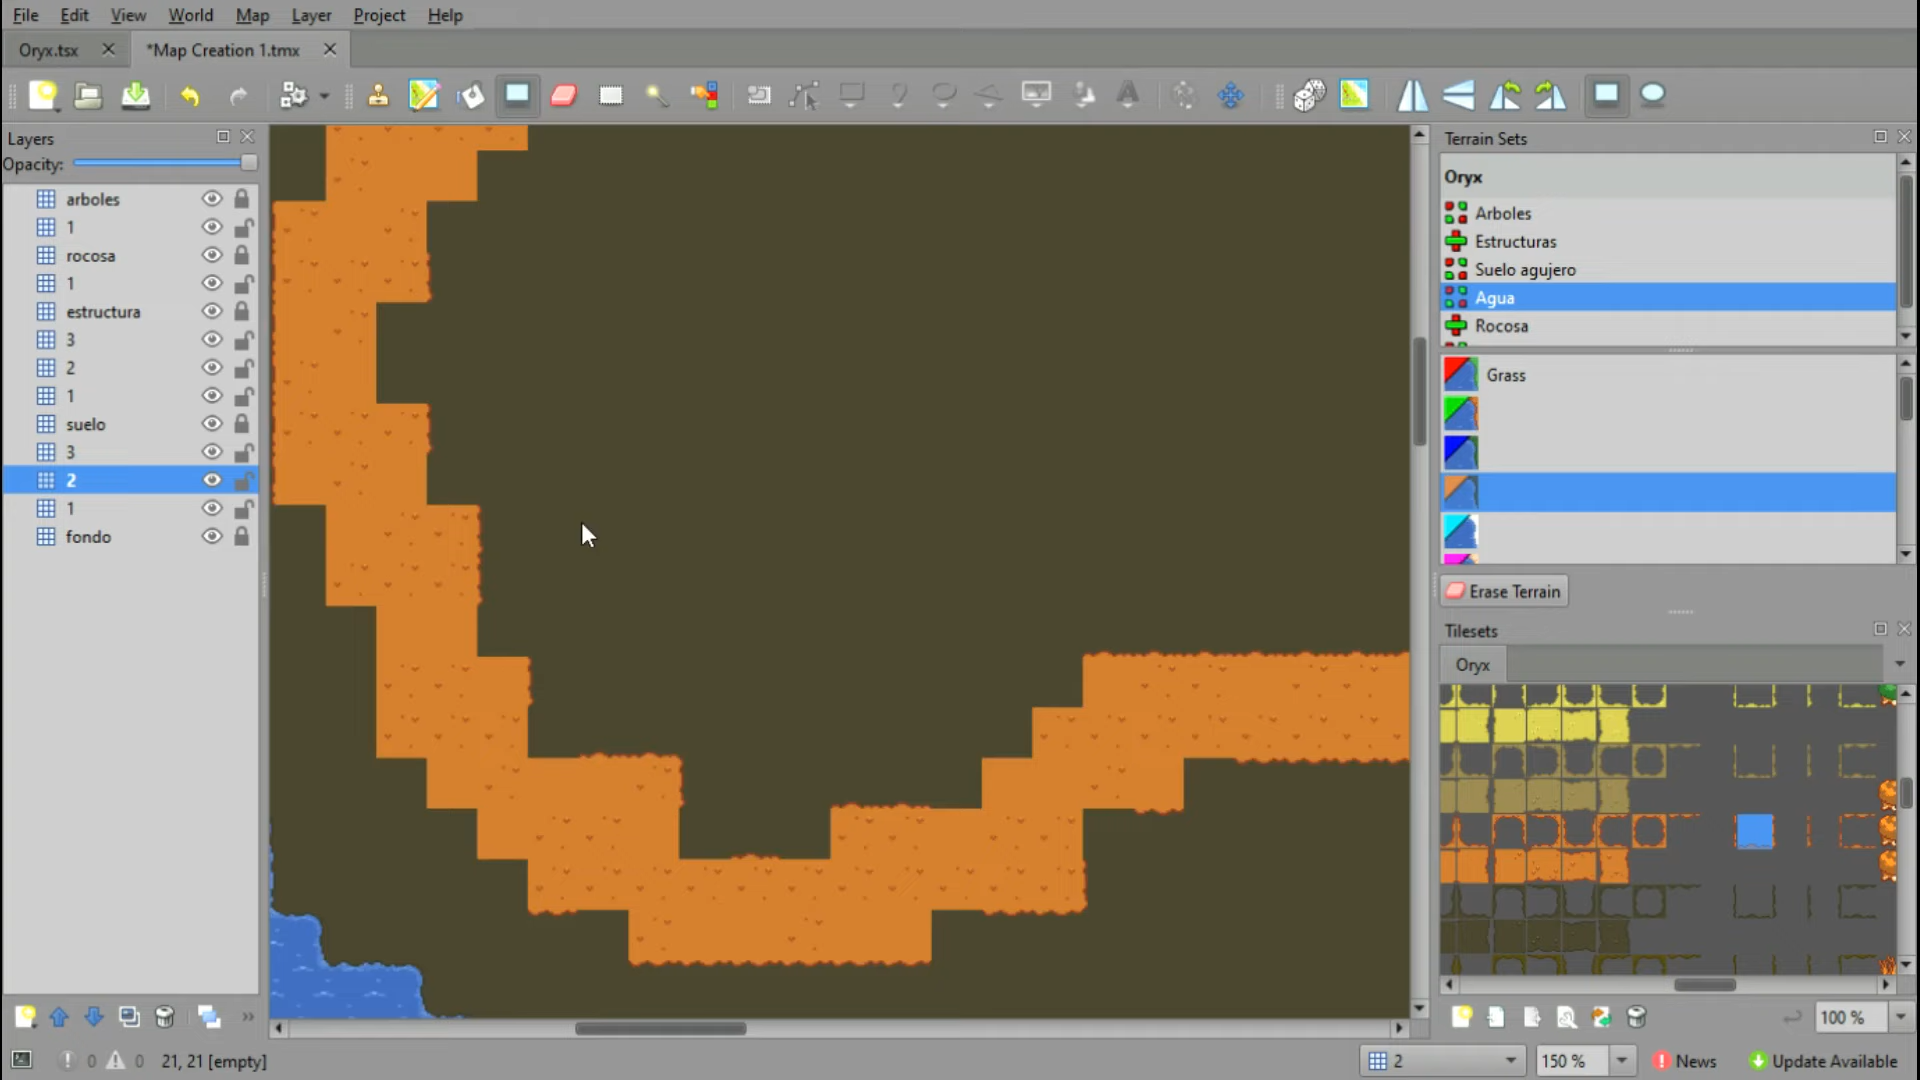 File Edit View World Map Layer Project Help
Oryx.tsx *Map Creation 1.tmx
Layers
Opacity:
arboles
1
rocosa
1
estructura
3
2
1
suelo
3
2
1
fondo
Terrain Sets
Oryx
Arboles
Estructuras
Suelo agujero
Agua
Rocosa
Grass
Erase Terrain
Tilesets
Oryx
100 %
0 0 21, 21 [empty] 2 150 % News Update Available